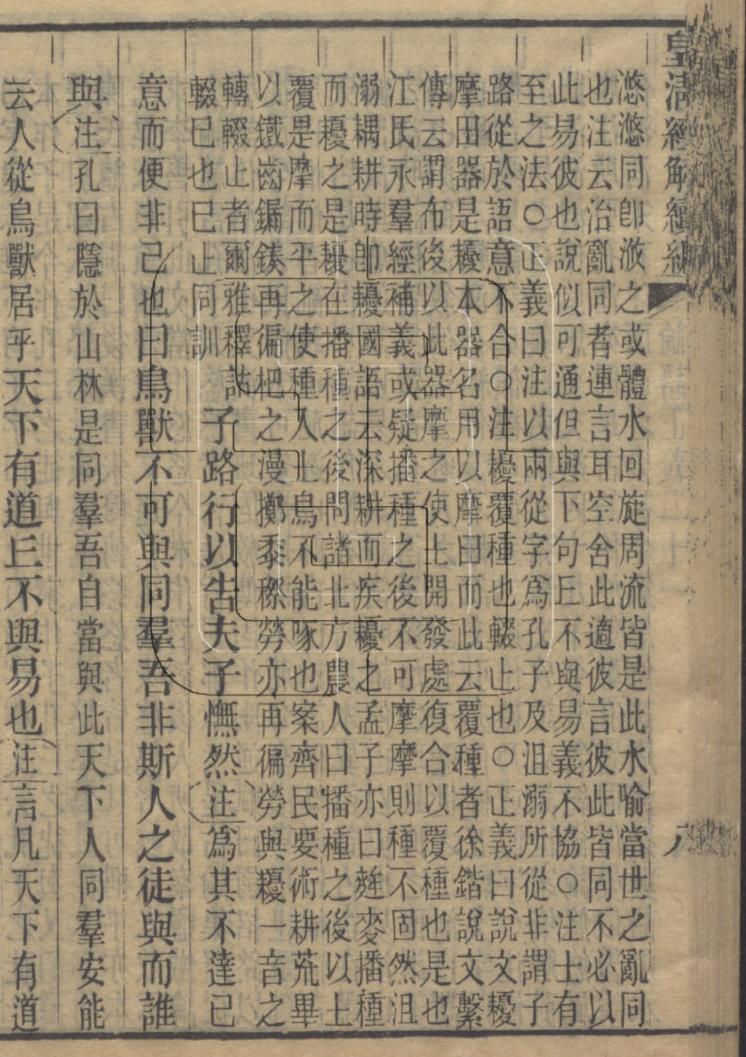 皇清經解續編
八
悠悠同卽滺之或體水回旋周流皆是此水喻當世之亂同
也注云治亂同者連言耳空舍此適彼言彼此皆同不必以
此易彼也說似可通但與下句丘不與易義不協○注士有
至之法○正義曰注以兩從字爲孔子及沮溺所從非謂子
路從於語意不合○注耰覆種也輟止也○正義曰說文耰
摩田器是耰本器名用以摩田而此云覆種者徐鍇說文繫
傳云謂布後以此器摩之使土開發處復合以覆種也是也
江氏永羣經補義或疑播種之後不可摩摩則種不固然沮
溺耦耕時卽耰國語云深耕而疾耰之孟子亦曰麰麥播種
而耰之是耰在播種之後問諸北方農人曰播種之後以土
覆是摩而平之使種入土鳥不能啄也案齊民要術耕荒畢
以鐵齒𨫒鋉再徧杷之漫擲黍穄勞亦再徧勞與耰一音之
轉輟止者爾雅釋詁
輟已也已止同訓
子路行以告夫子憮然注爲其不達己
意而便非己也曰鳥獸不可與同羣吾非斯人之徒與而誰
與注孔曰隱於山林是同羣吾自當與此天下人同羣安能
去人從鳥獸居乎天下有道丘不與易也注言凡天下有道